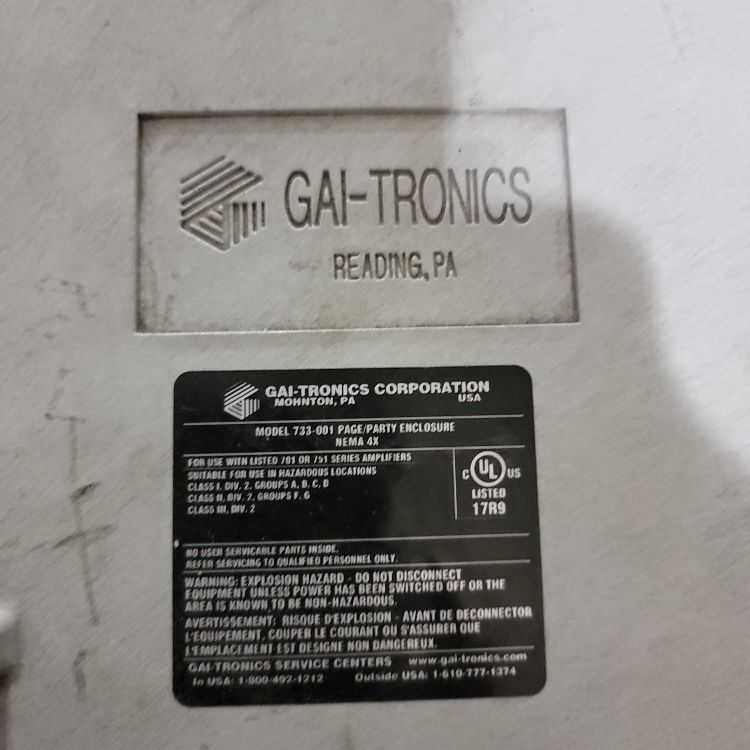 GAI-TRONICS
READING, PA
GAI-TRONICS CORPORATION
MOHNTON, PA USA
MODEL 733-001 PAGE/PARTY ENCLOSURE
NEMA 4X
FOR USE WITH LISTED 701 OR 751 SERIES AMPLIFIERS
SUITABLE FOR USE IN HAZARDOUS LOCATIONS
CLASS I, DIV. 2, GROUPS A, B, C, D
CLASS II, DIV. 2, GROUPS F, G
CLASS III, DIV. 2
C UL US
LISTED
17R9
NO USER SERVICABLE PARTS INSIDE.
REFER SERVICING TO QUALIFIED PERSONNEL ONLY.
WARNING: EXPLOSION HAZARD - DO NOT DISCONNECT
EQUIPMENT UNLESS POWER HAS BEEN SWITCHED OFF OR THE
AREA IS KNOWN TO BE NON-HAZARDOUS.
AVERTISSEMENT: RISQUE D'EXPLOSION - AVANT DE DECONNECTOR
L'EQUIPEMENT, COUPER LE COURANT OU S'ASSURER QUE
L'EMPLACEMENT EST DESIGNE NON DANGEREUX.
GAI-TRONICS SERVICE CENTERS www.gai-tronics.com
In USA: 1-800-492-1212 Outside USA: 1-610-777-1374